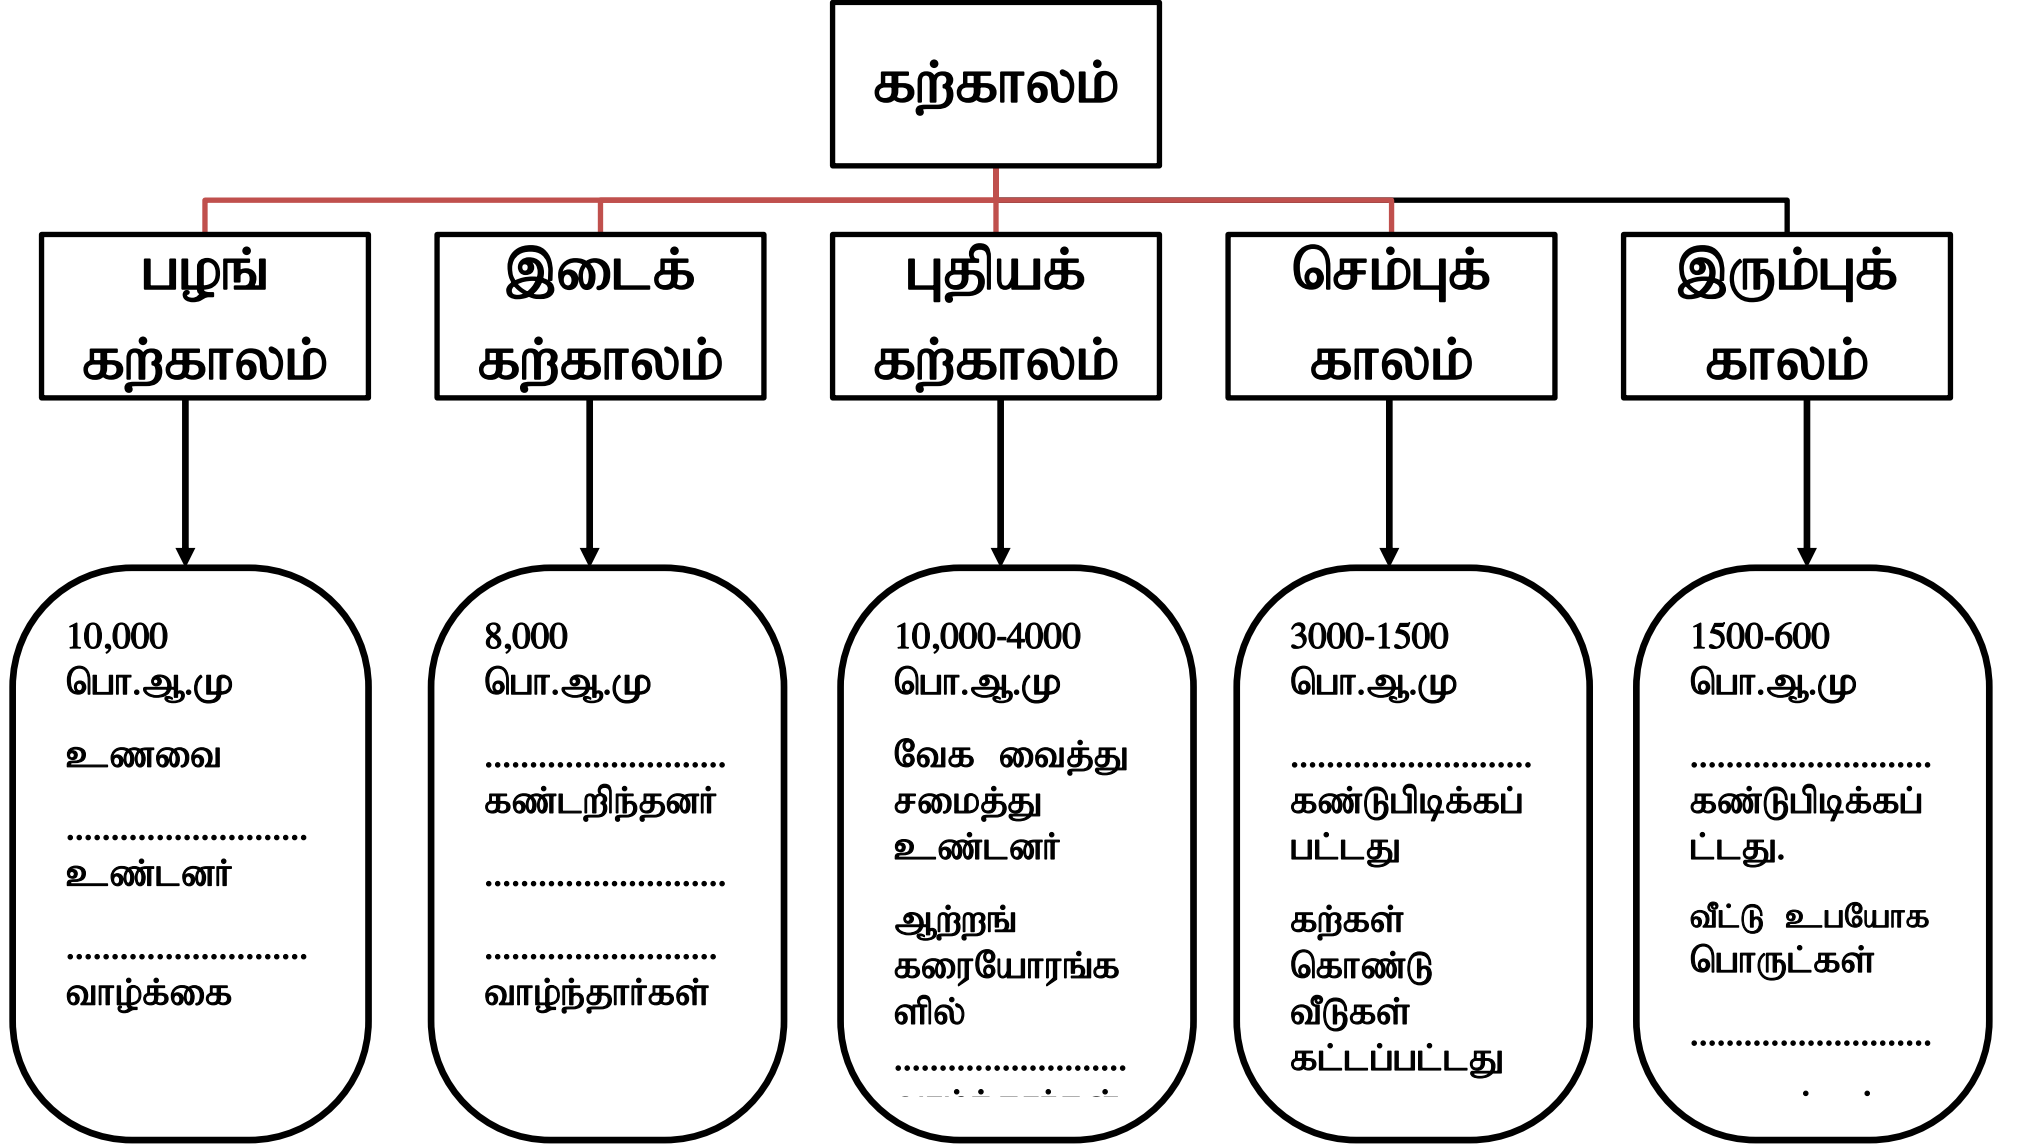 கற்காலம்
பழங்
கற்காலம்
இடைக்
கற்காலம்
புதியக்
கற்காலம்
செம்புக்
காலம்
இரும்புக்
காலம்
10,000
பொ.ஆ.மு
உணவை
...........................
உண்டனர்
...........................
வாழ்க்கை
8,000
பொ.ஆ.மு
...........................
கண்டறிந்தனர்
...........................
..........................
வாழ்ந்தார்கள்
10,000-4000
பொ.ஆ.மு
வேக வைத்து
சமைத்து
உண்டனர்
ஆற்றங்
கரையோரங்க
ளில்
..........................
3000-1500
பொ.ஆ.மு
...........................
கண்டுபிடிக்கப்
பட்டது
கற்கள்
கொண்டு
வீடுகள்
கட்டப்பட்டது
1500-600
பொ.ஆ.மு
...........................
கண்டுபிடிக்கப்
ட்டது.
வீட்டு உபயோக
பொருட்கள்
...........................